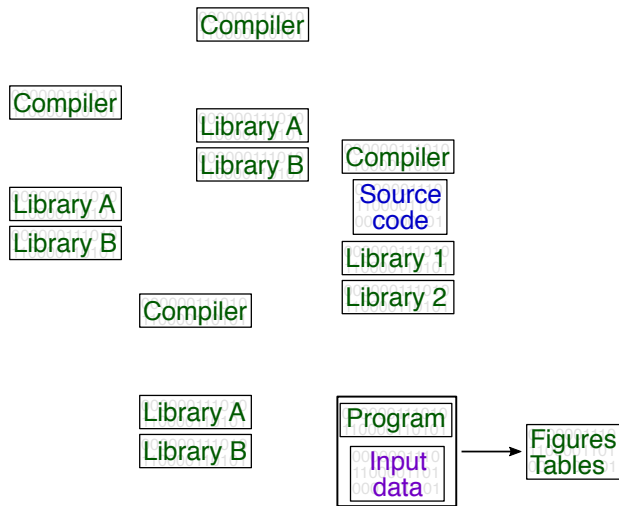 Compiler
Compiler
Library A
Library B
Compiler
Source
code
Library A
Library B
Library 1
Library 2
Compiler
Library A
Library B
Program
Input
data
Figures
Tables